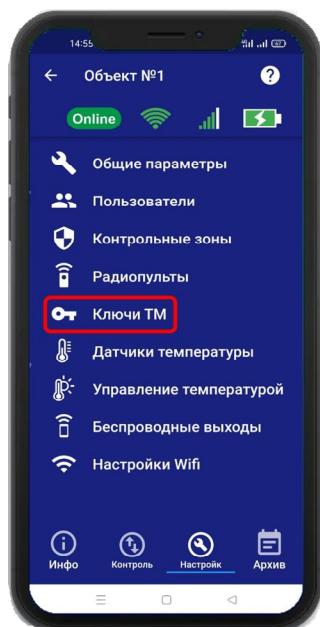 14:55
Объект №1
Online
Общие параметры
Пользователи
Контрольные зоны
Радиопульты
Ключи ТМ
Датчики температуры
Управление температурой
Беспроводные выходы
Настройки Wifi
Инфо Контроль Настройк Архив